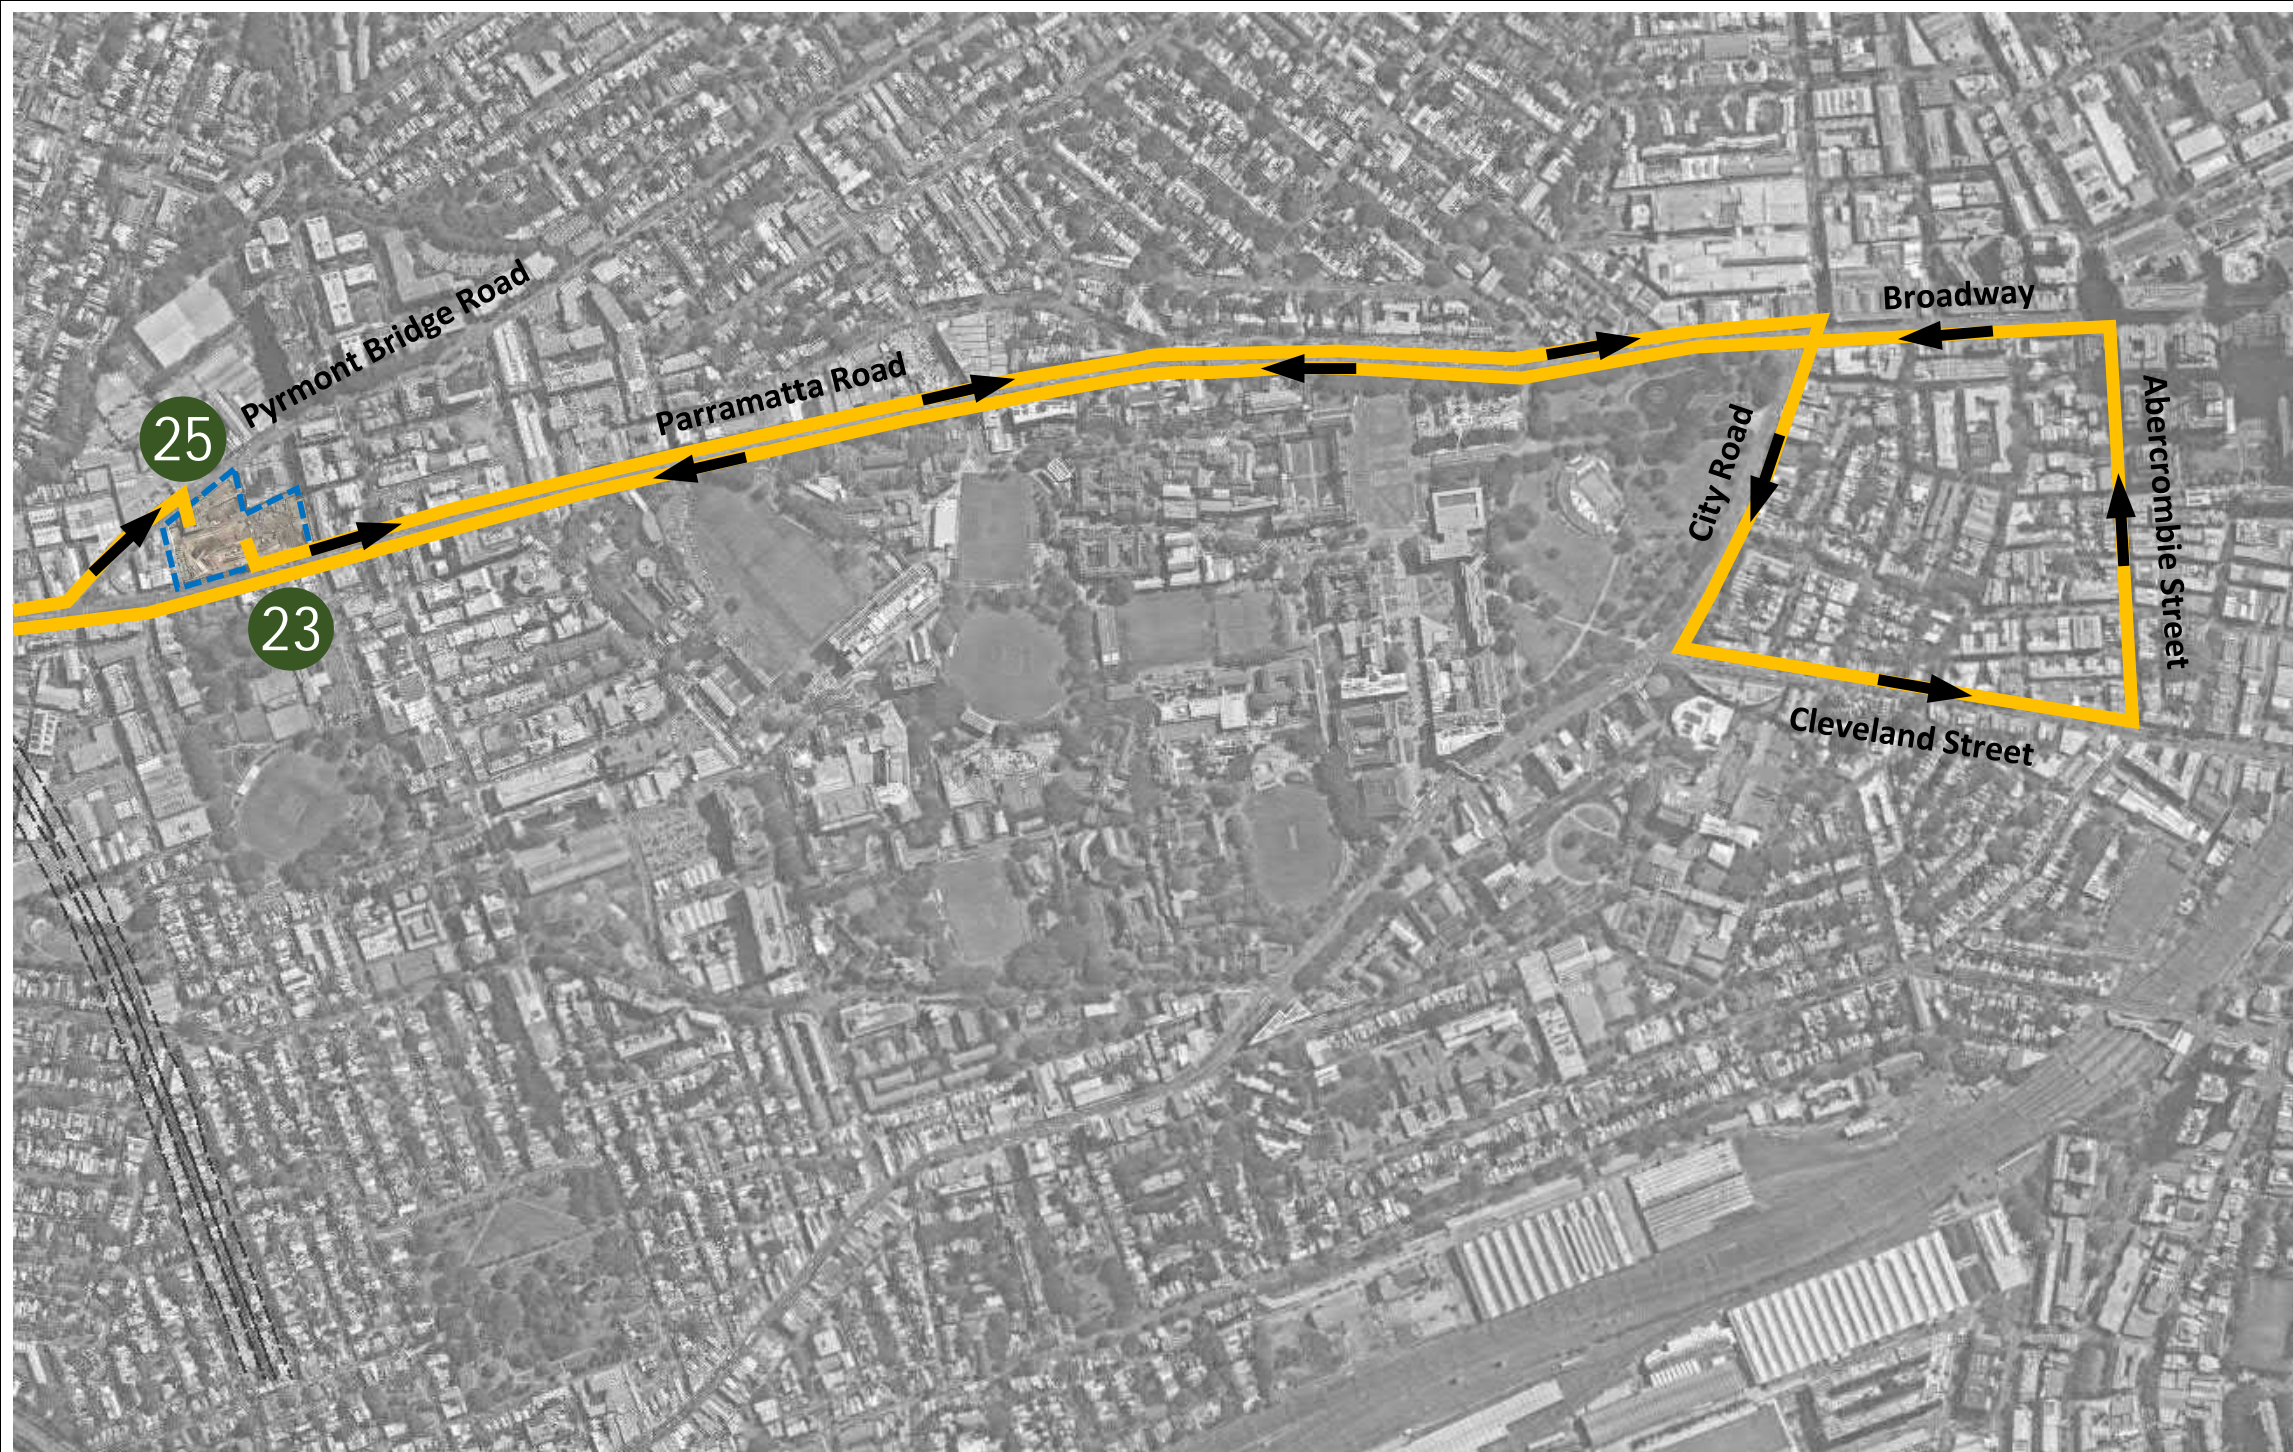 Broadway
Pyrmont Bridge Road
Parramatta Road
25
City Road
Abercrombie Street
23
Cleveland Street